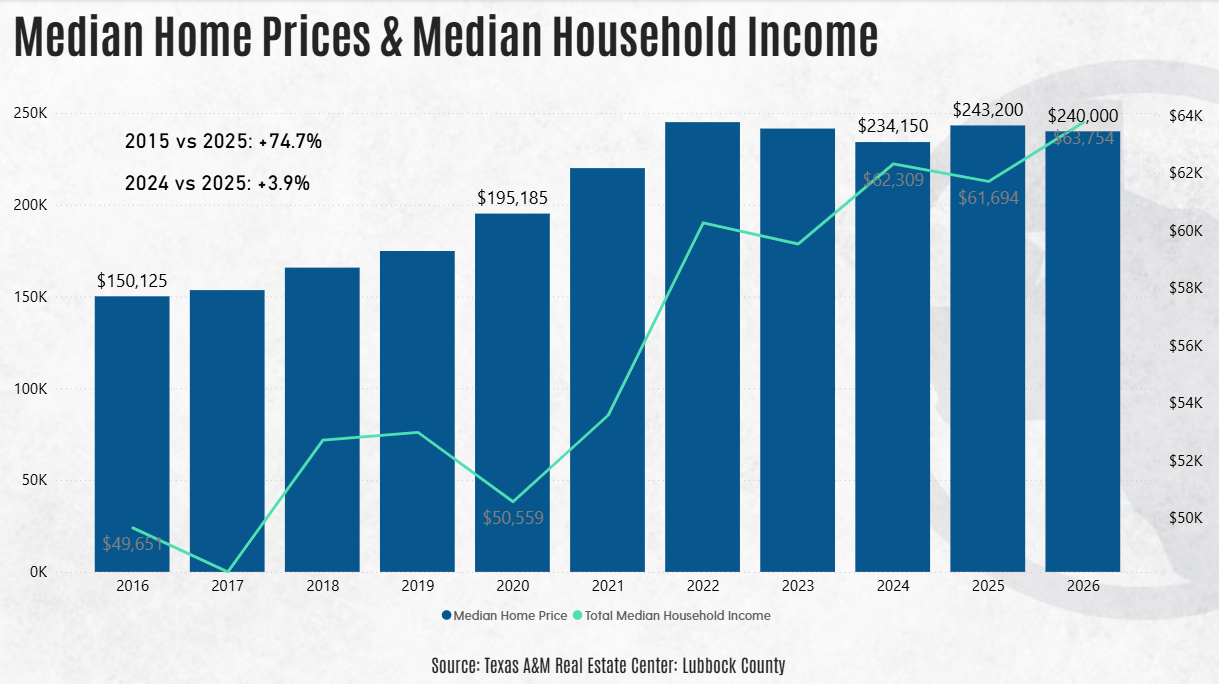 Median Home Prices & Median Household Income
250K
200K
150K
100K
50K
0K
2015 vs 2025: +74.7%
2024 vs 2025: +3.9%
$150,125
$195,185
$234,150
$243,200
$240,000
$49,651
$50,559
$62,309
$61,694
$63,754
$64K
$62K
$60K
$58K
$56K
$54K
$52K
$50K
2016 2017 2018 2019 2020 2021 2022 2023 2024 2025 2026
Median Home Price Total Median Household Income
Source: Texas A&M Real Estate Center: Lubbock County